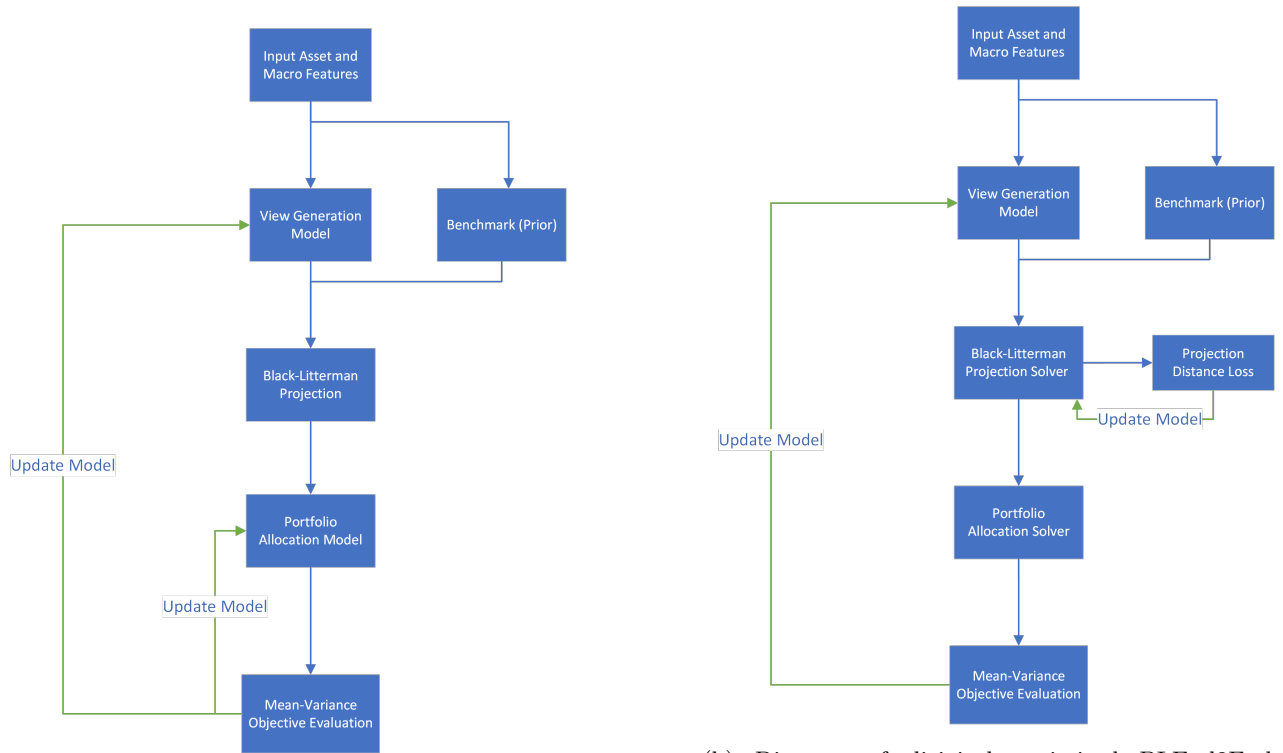 Input Asset and
Macro Features
View Generation
Model
Benchmark (Prior)
Black-Litterman
Projection
Update Model
Portfolio
Allocation Model
Update Model
Mean-Variance
Objective Evaluation
Input Asset and
Macro Features
View Generation
Model
Benchmark (Prior)
Black-Litterman
Projection Solver
Projection
Distance Loss
Update Model
Update Model
Portfolio
Allocation Solver
Mean-Variance
Objective Evaluation